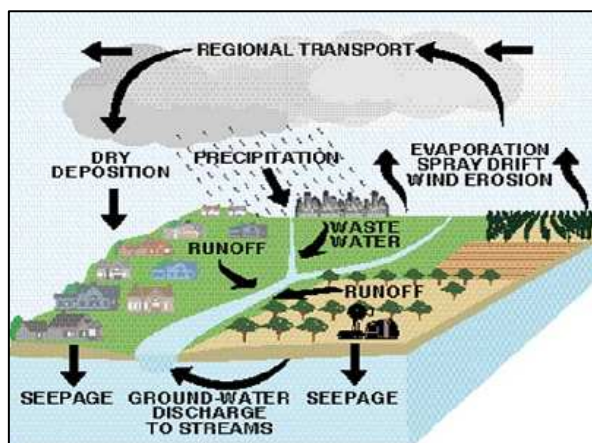 REGIONAL TRANSPORT
DRY
DEPOSITION
PRECIPITATION
EVAPORATION
SPRAY DRIFT
WIND EROSION
WASTE
WATER
RUNOFF
RUNOFF
SEEPAGE
GROUND-WATER
DISCHARGE
TO STREAMS
SEEPAGE